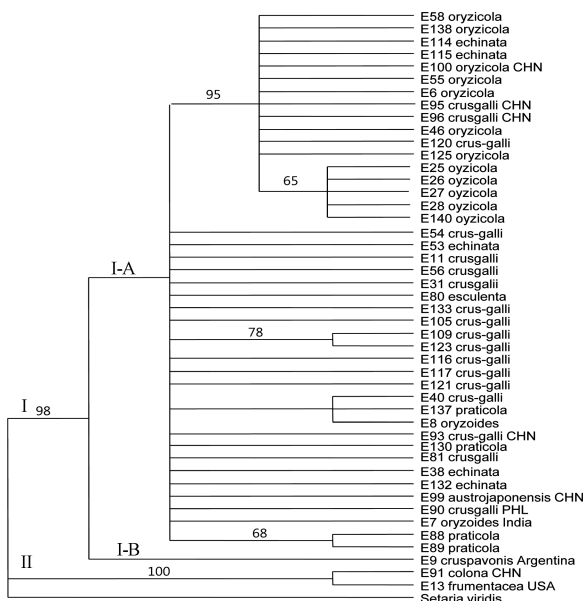 E58 oryzicola
E138 oryzicola
E114 echinata
E115 echinata
E100 oryzicola CHN
E55 oryzicola
E6 oryzicola
95
E95 crusgalli CHN
E96 crusgalli CHN
E46 oryzicola
E120 crus-galli
E125 oryzicola
E25 oyzicola
E26 oyzicola
65
E27 oyzicola
E28 oyzicola
E140 oyzicola
E54 crus-galli
E53 echinata
E11 crusgalli
I-A
E56 crusgalli
E31 crusgalii
E80 esculenta
E133 crus-galli
E105 crus-galli
78
E109 crus-galli
E123 crus-galli
E116 crus-galli
E117 crus-galli
E121 crus-galli
E40 crus-galli
E137 praticola
I
98
E8 oryzoides
E93 crus-galli CHN
E130 praticola
E81 crusgalli
E38 echinata
E132 echinata
E99 austrojaponensis CHN
E90 crusgalli PHL
E7 oryzoides India
68
E88 praticola
E89 praticola
I-B
E9 cruspavonis Argentina
II
100
E91 colona CHN
E13 frumentacea USA
Setaria viridis